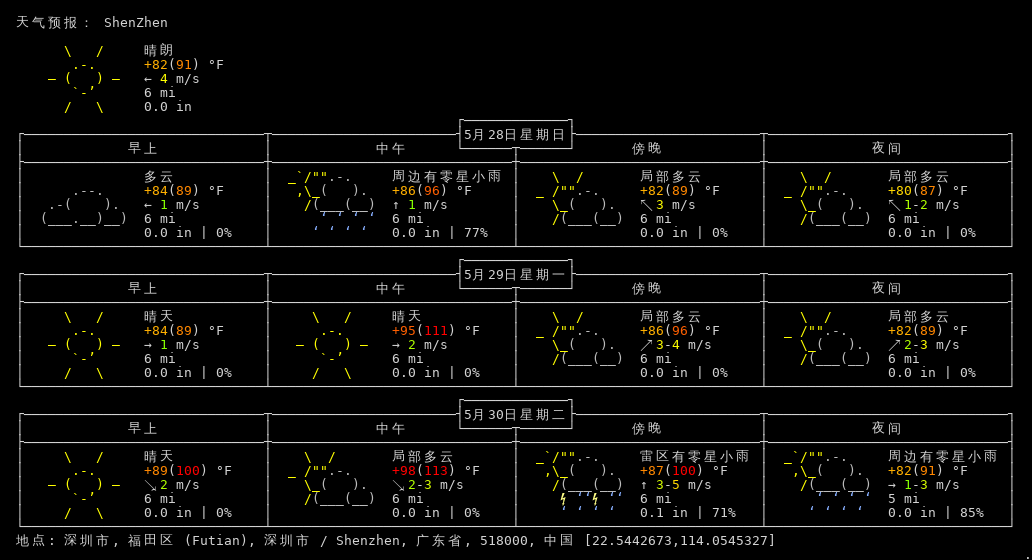 天气预报： ShenZhen
晴朗
+82(91) °F
← 4 m/s
6 mi
0.0 in
5月28日星期日
早上 中午 傍晚 夜间
多云 周边有零星小雨 局部多云 局部多云
+84(89) °F +86(96) °F +82(89) °F +80(87) °F
← 1 m/s ↑ 1 m/s ↖ 3 m/s ↖ 1-2 m/s
6 mi 6 mi 6 mi 6 mi
0.0 in | 0% 0.0 in | 77% 0.0 in | 0% 0.0 in | 0%
5月29日星期一
早上 中午 傍晚 夜间
晴天 晴天 局部多云 局部多云
+84(89) °F +95(111) °F +86(96) °F +82(89) °F
→ 1 m/s → 2 m/s ↗ 3-4 m/s ↗ 2-3 m/s
6 mi 6 mi 6 mi 6 mi
0.0 in | 0% 0.0 in | 0% 0.0 in | 0% 0.0 in | 0%
5月30日星期二
早上 中午 傍晚 夜间
晴天 局部多云 雷区有零星小雨 周边有零星小雨
+89(100) °F +98(113) °F +87(100) °F +82(91) °F
↘ 2 m/s ↘ 2-3 m/s ↑ 3-5 m/s → 1-3 m/s
6 mi 6 mi 6 mi 5 mi
0.0 in | 0% 0.0 in | 0% 0.1 in | 71% 0.0 in | 85%
地点: 深圳市, 福田区 (Futian), 深圳市 / Shenzhen, 广东省, 518000, 中国 [22.5442673,114.0545327]